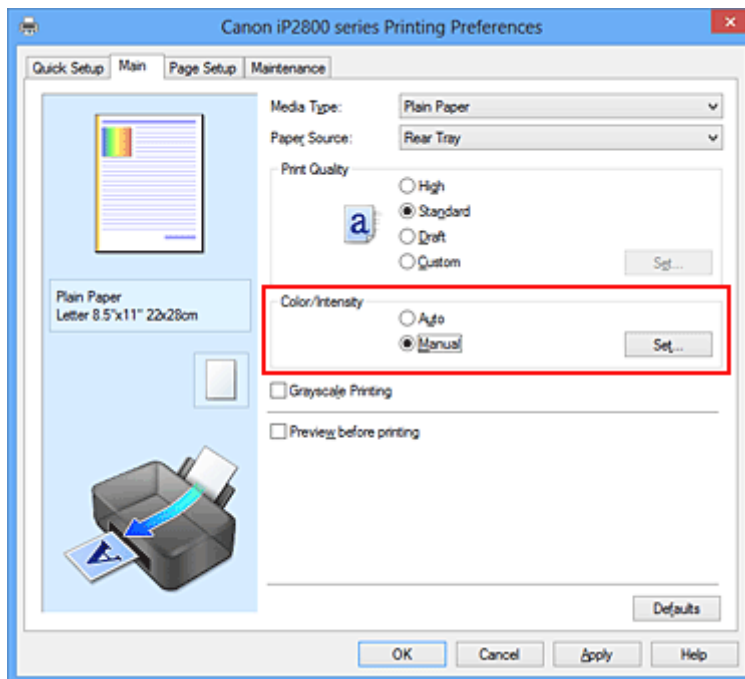 Canon iP2800 series Printing Preferences
Quick Setup Main Page Setup Maintenance
Media Type: Plain Paper
Paper Source: Rear Tray
Print Quality
High
Standard
Draft
Custom Set...
Color/Intensity
Auto
Manual Set...
Grayscale Printing
Preview before printing
Plain Paper
Letter 8.5"x11" 22x28cm
a
A
Defaults
OK Cancel Apply Help